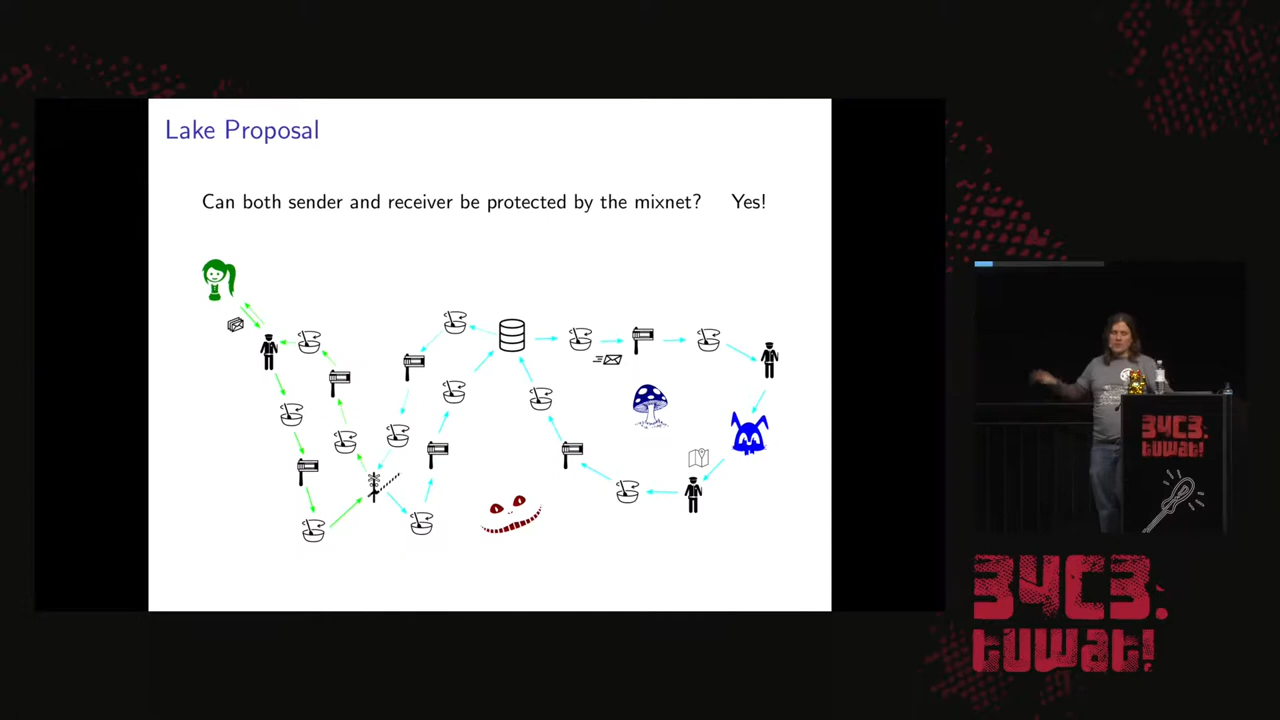 Lake Proposal
Can both sender and receiver be protected by the mixnet? Yes!
34C3.
tuwat!
34C3.
tuwat!